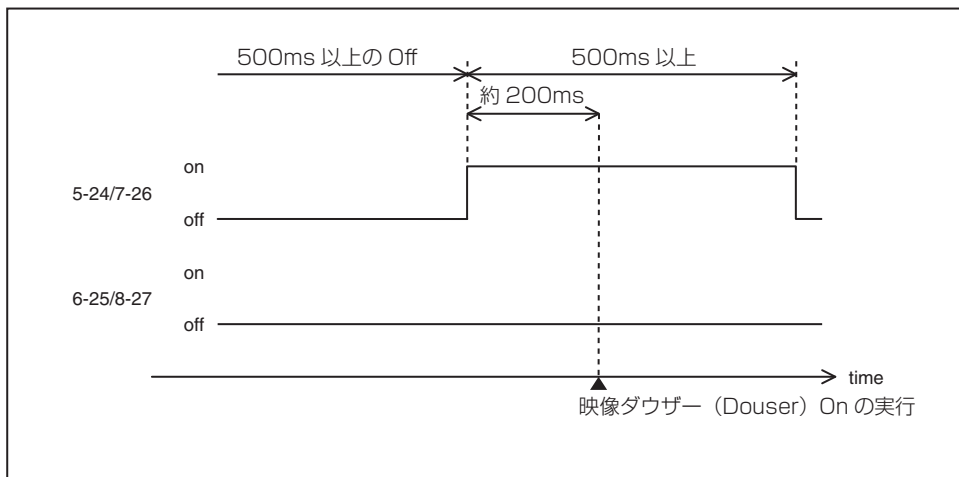 500ms 以上の Off
500ms 以上
約 200ms
on
5-24/7-26
off
on
6-25/8-27
off
time
映像ダウザー（Douser）On の実行